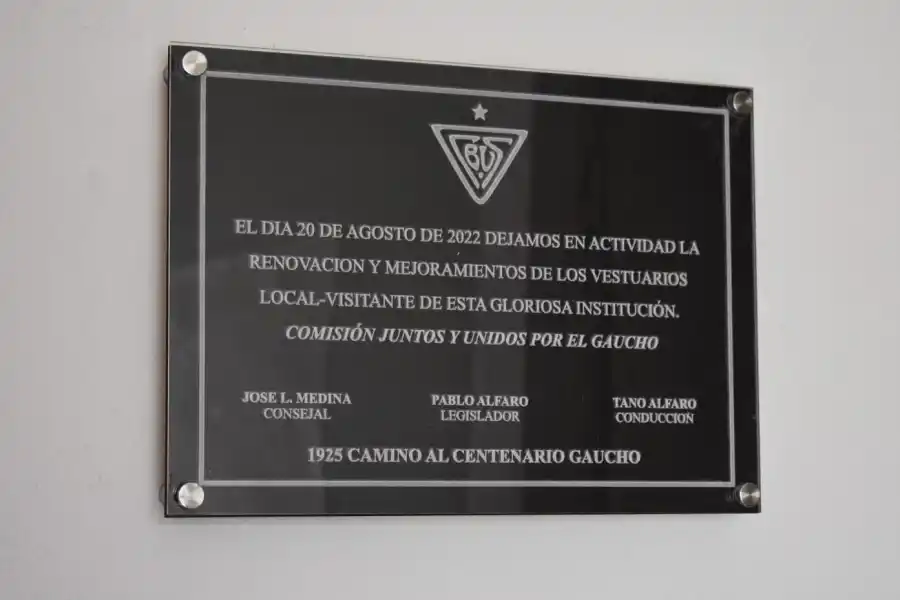 EL DIA 20 DE AGOSTO DE 2022 DEJAMOS EN ACTIVIDAD LA
RENOVACION Y MEJORAMIENTOS DE LOS VESTUARIOS
LOCAL-VISITANTE DE ESTA GLORIOSA INSTITUCIÓN.
COMISIÓN JUNTOS Y UNIDOS POR EL GAUCHO
JOSE L. MEDINA PABLO ALFARO TANO ALFARO
CONSEJAL LEGISLADOR CONDUCCIÓN
1925 CAMINO AL CENTENARIO GAUCHO